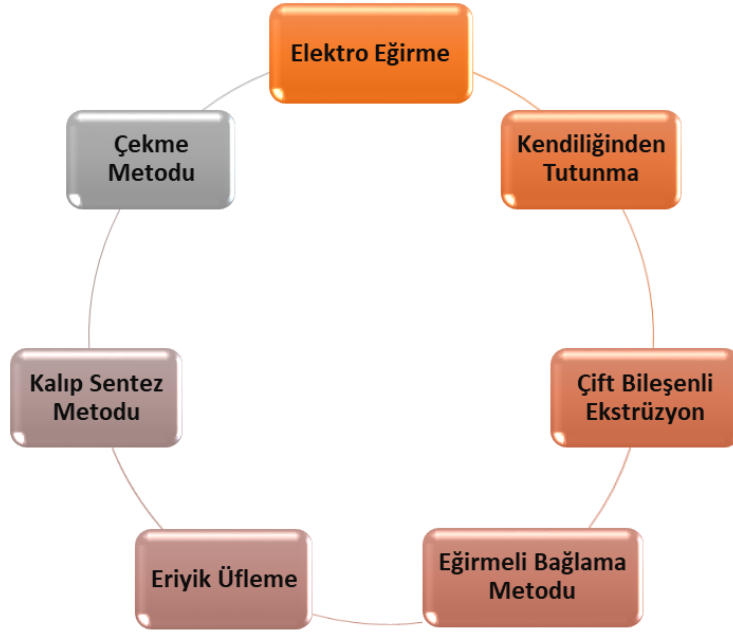 Elektro Eğirme
Kendiliğinden
Tutunma
Çift Bileşenli
Ekstrüzyon
Eğirmeli Bağlama
Metodu
Eriyik Üfleme
Kalıp Sentez
Metodu
Çekme
Metodu